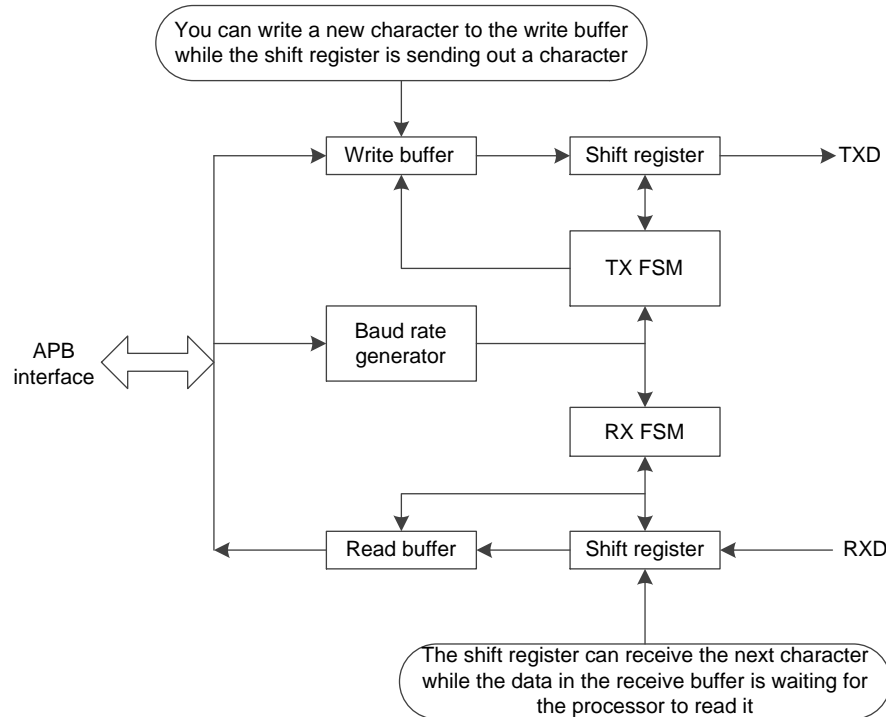 You can write a new character to the write buffer
while the shift register is sending out a character
Write buffer
Shift register
TXD
TX FSM
Baud rate
generator
APB
interface
RX FSM
Read buffer
Shift register
RXD
The shift register can receive the next character
while the data in the receive buffer is waiting for
the processor to read it